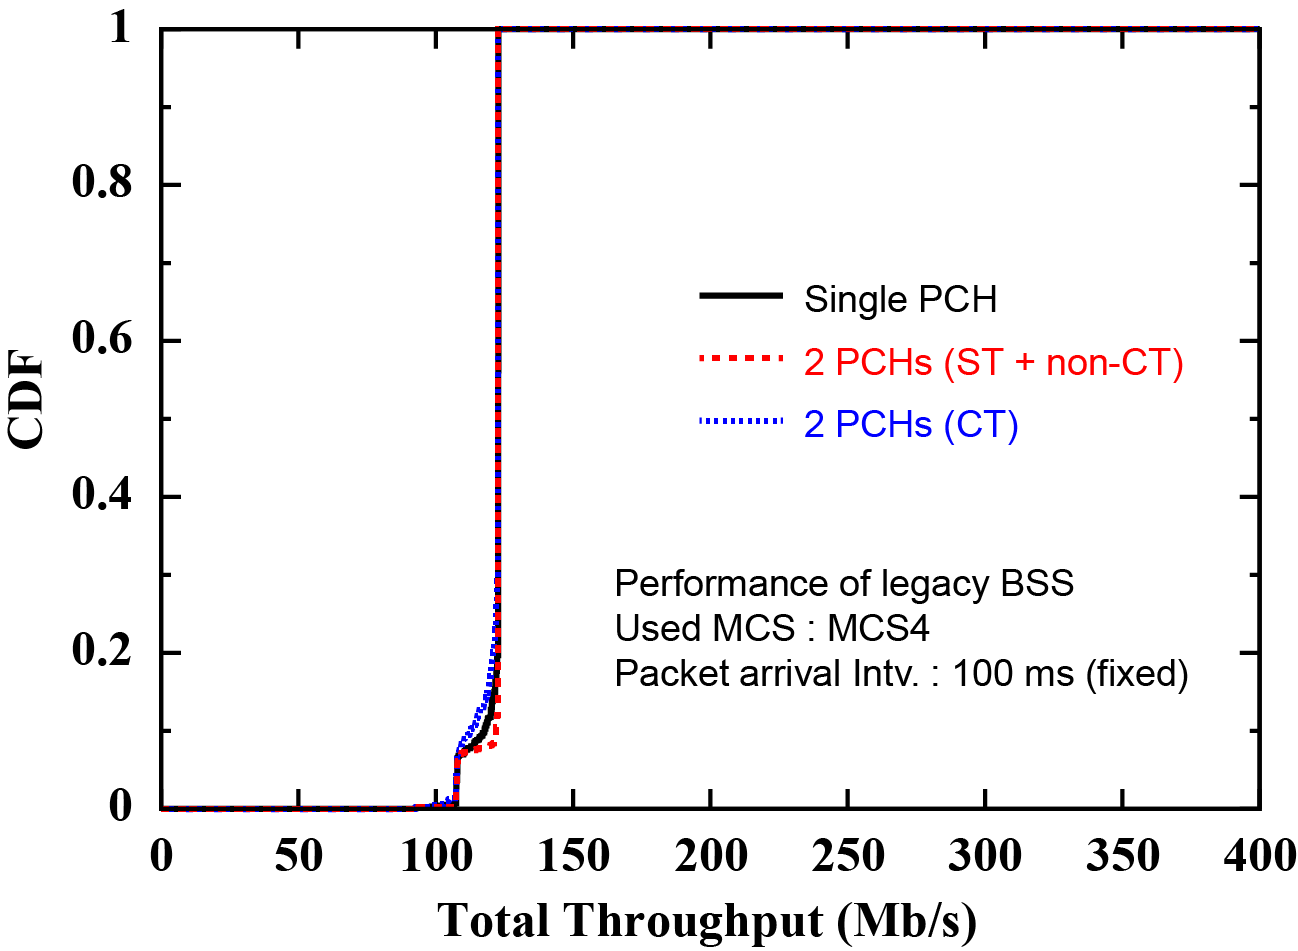 1
0.8
0.6
0.4
0.2
0
CDF
Single PCH
2 PCHs (ST + non-CT)
2 PCHs (CT)
Performance of legacy BSS
Used MCS : MCS4
Packet arrival Intv. : 100 ms (fixed)
0 50 100 150 200 250 300 350 400
Total Throughput (Mb/s)